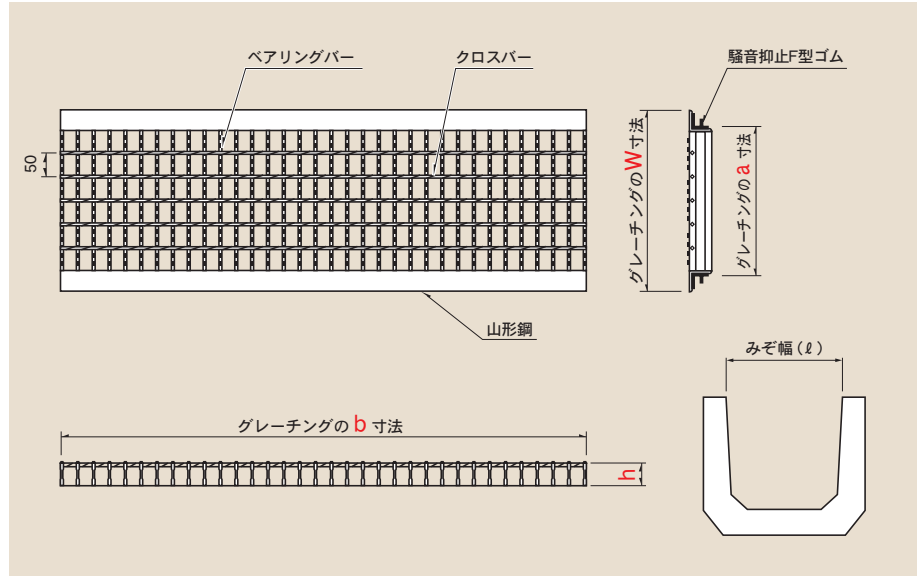 ベアリングバー
クロスバー
騒音抑止F型ゴム
50
グレーチングのW寸法
グレーチングのa寸法
山形鋼
みぞ幅(ℓ)
グレーチングの b 寸法
h